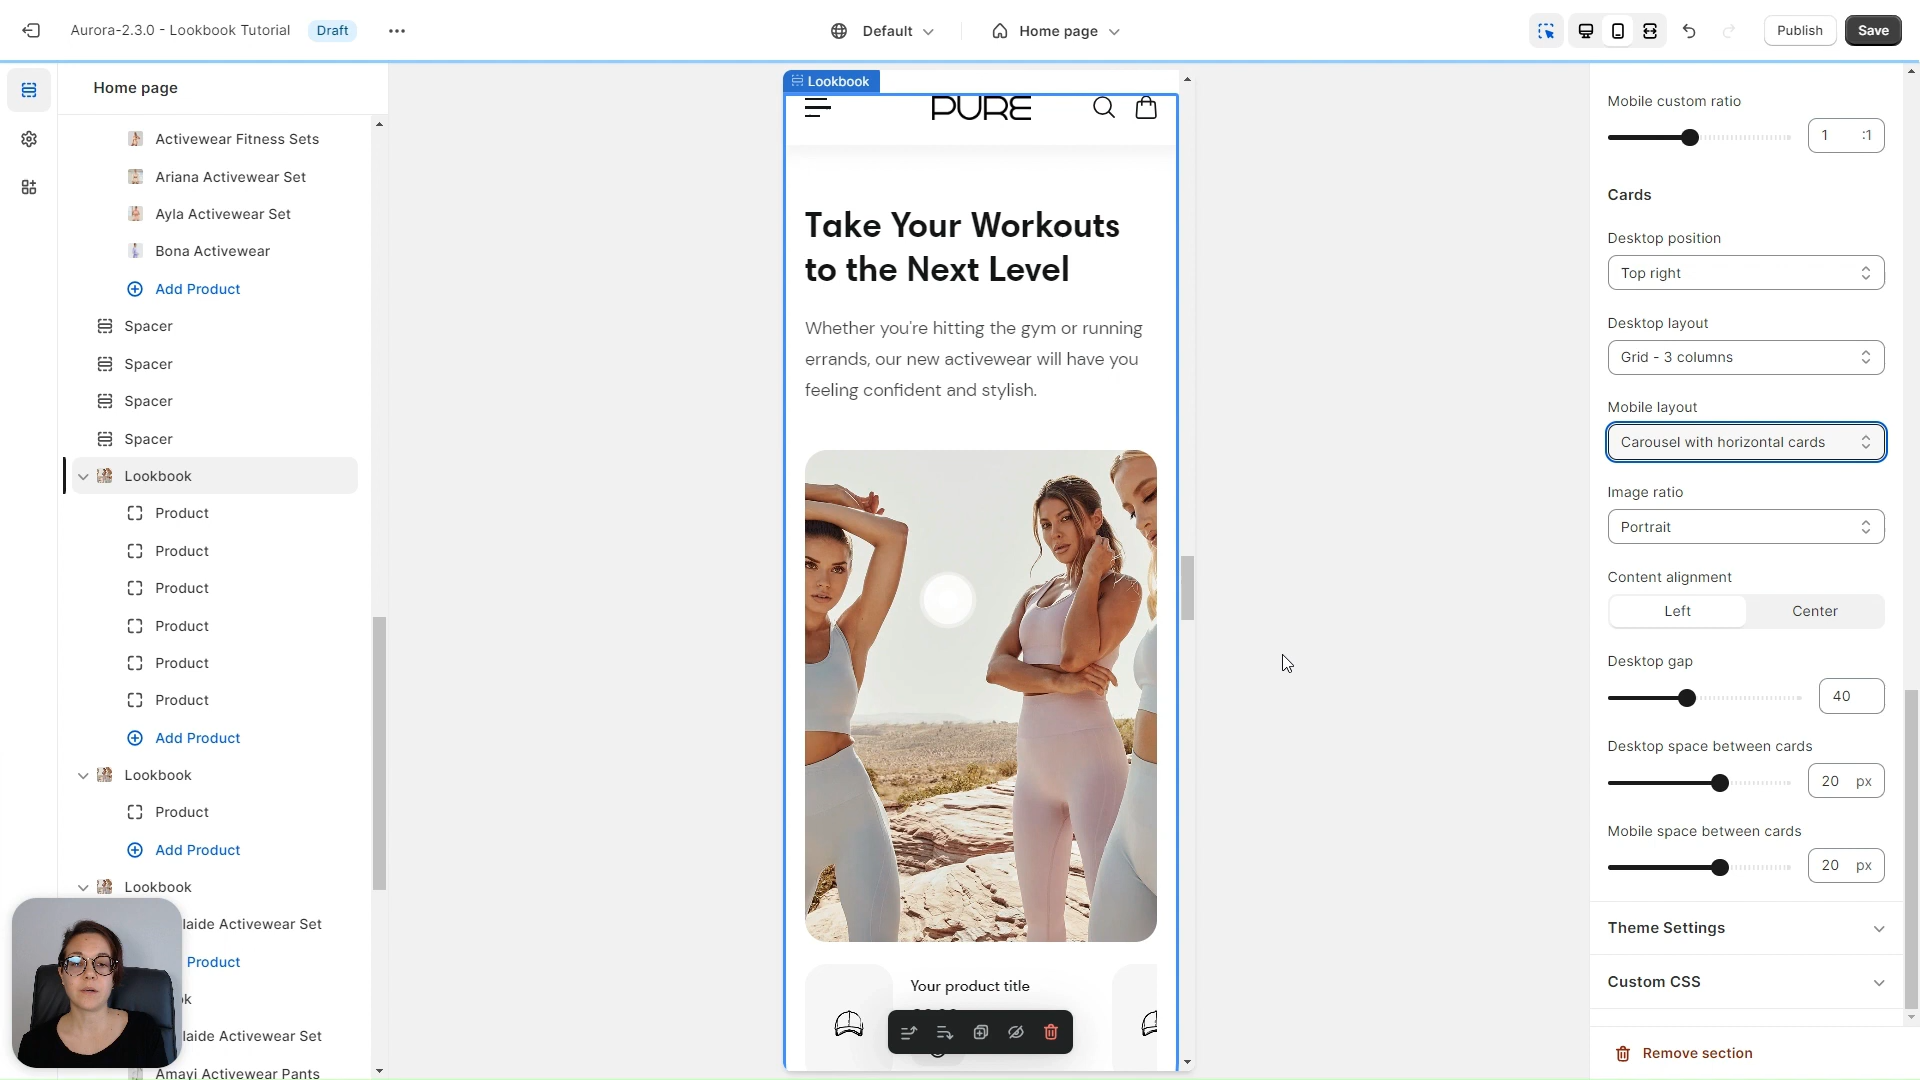 Aurora-2.3.0 - Lookbook Tutorial
Draft
Default
Home page
Publish
Save
Home page
Activewear Fitness Sets
Ariana Activewear Set
Ayla Activewear Set
Bona Activewear
Add Product
Spacer
Spacer
Spacer
Spacer
Lookbook
Product
Product
Product
Product
Product
Product
Add Product
Lookbook
Product
Add Product
Lookbook
laide Activewear Set
Product
ok
laide Activewear Set
Amayi Activewear Pants
Lookbook
PURE
Take Your Workouts
to the Next Level
Whether you're hitting the gym or running
errands, our new activewear will have you
feeling confident and stylish.
Your product title
Mobile custom ratio
1 :1
Cards
Desktop position
Top right
Desktop layout
Grid - 3 columns
Mobile layout
Carousel with horizontal cards
Image ratio
Portrait
Content alignment
Left
Center
Desktop gap
40
Desktop space between cards
20 px
Mobile space between cards
20 px
Theme Settings
Custom CSS
Remove section